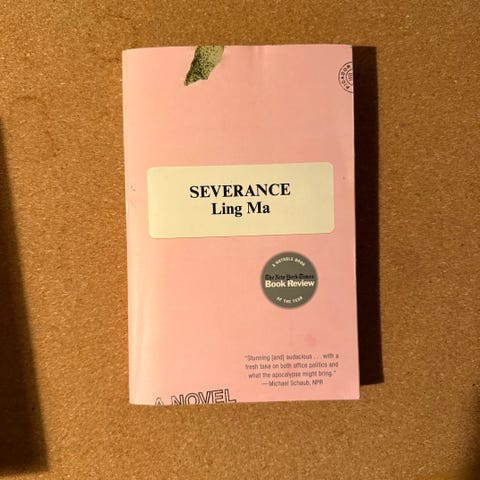 PICADOR
SEVERANCE
Ling Ma
A NOTABLE BOOK
The New York Times
Book Review
OF THE YEAR
"Stunning [and] audacious . . . with a
fresh take on both office politics and
what the apocalypse might bring."
—Michael Schaub, NPR
A NOVEL